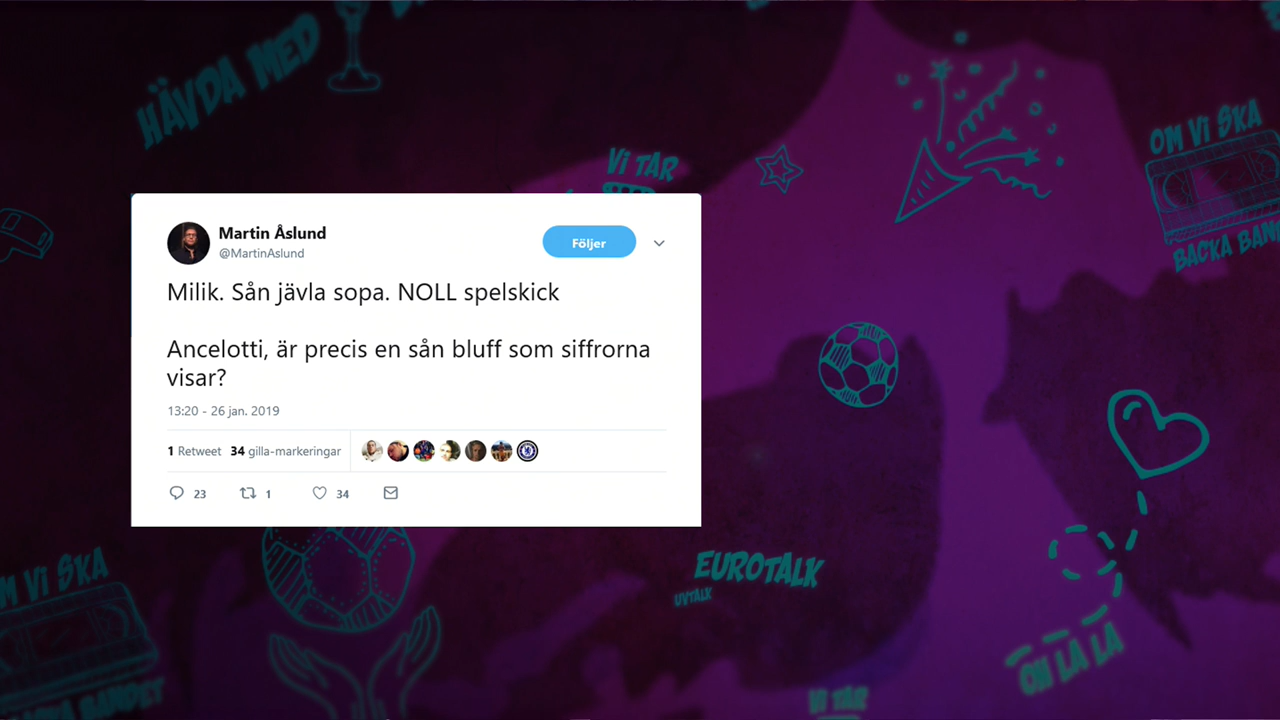 HÄVDA MED
VI TAR
OM VI SKA
BACKA BAND
Martin Åslund
@MartinAslund
Följer
Milik. Sån jävla sopa. NOLL spelskick
Ancelotti, är precis en sån bluff som siffrorna
visar?
13:20 - 26 jan. 2019
1 Retweet 34 gilla-markeringar
23 1 34
EUROTALK
UVTALK
M VI SKA
BANDET
OH LA LA
VI TAR